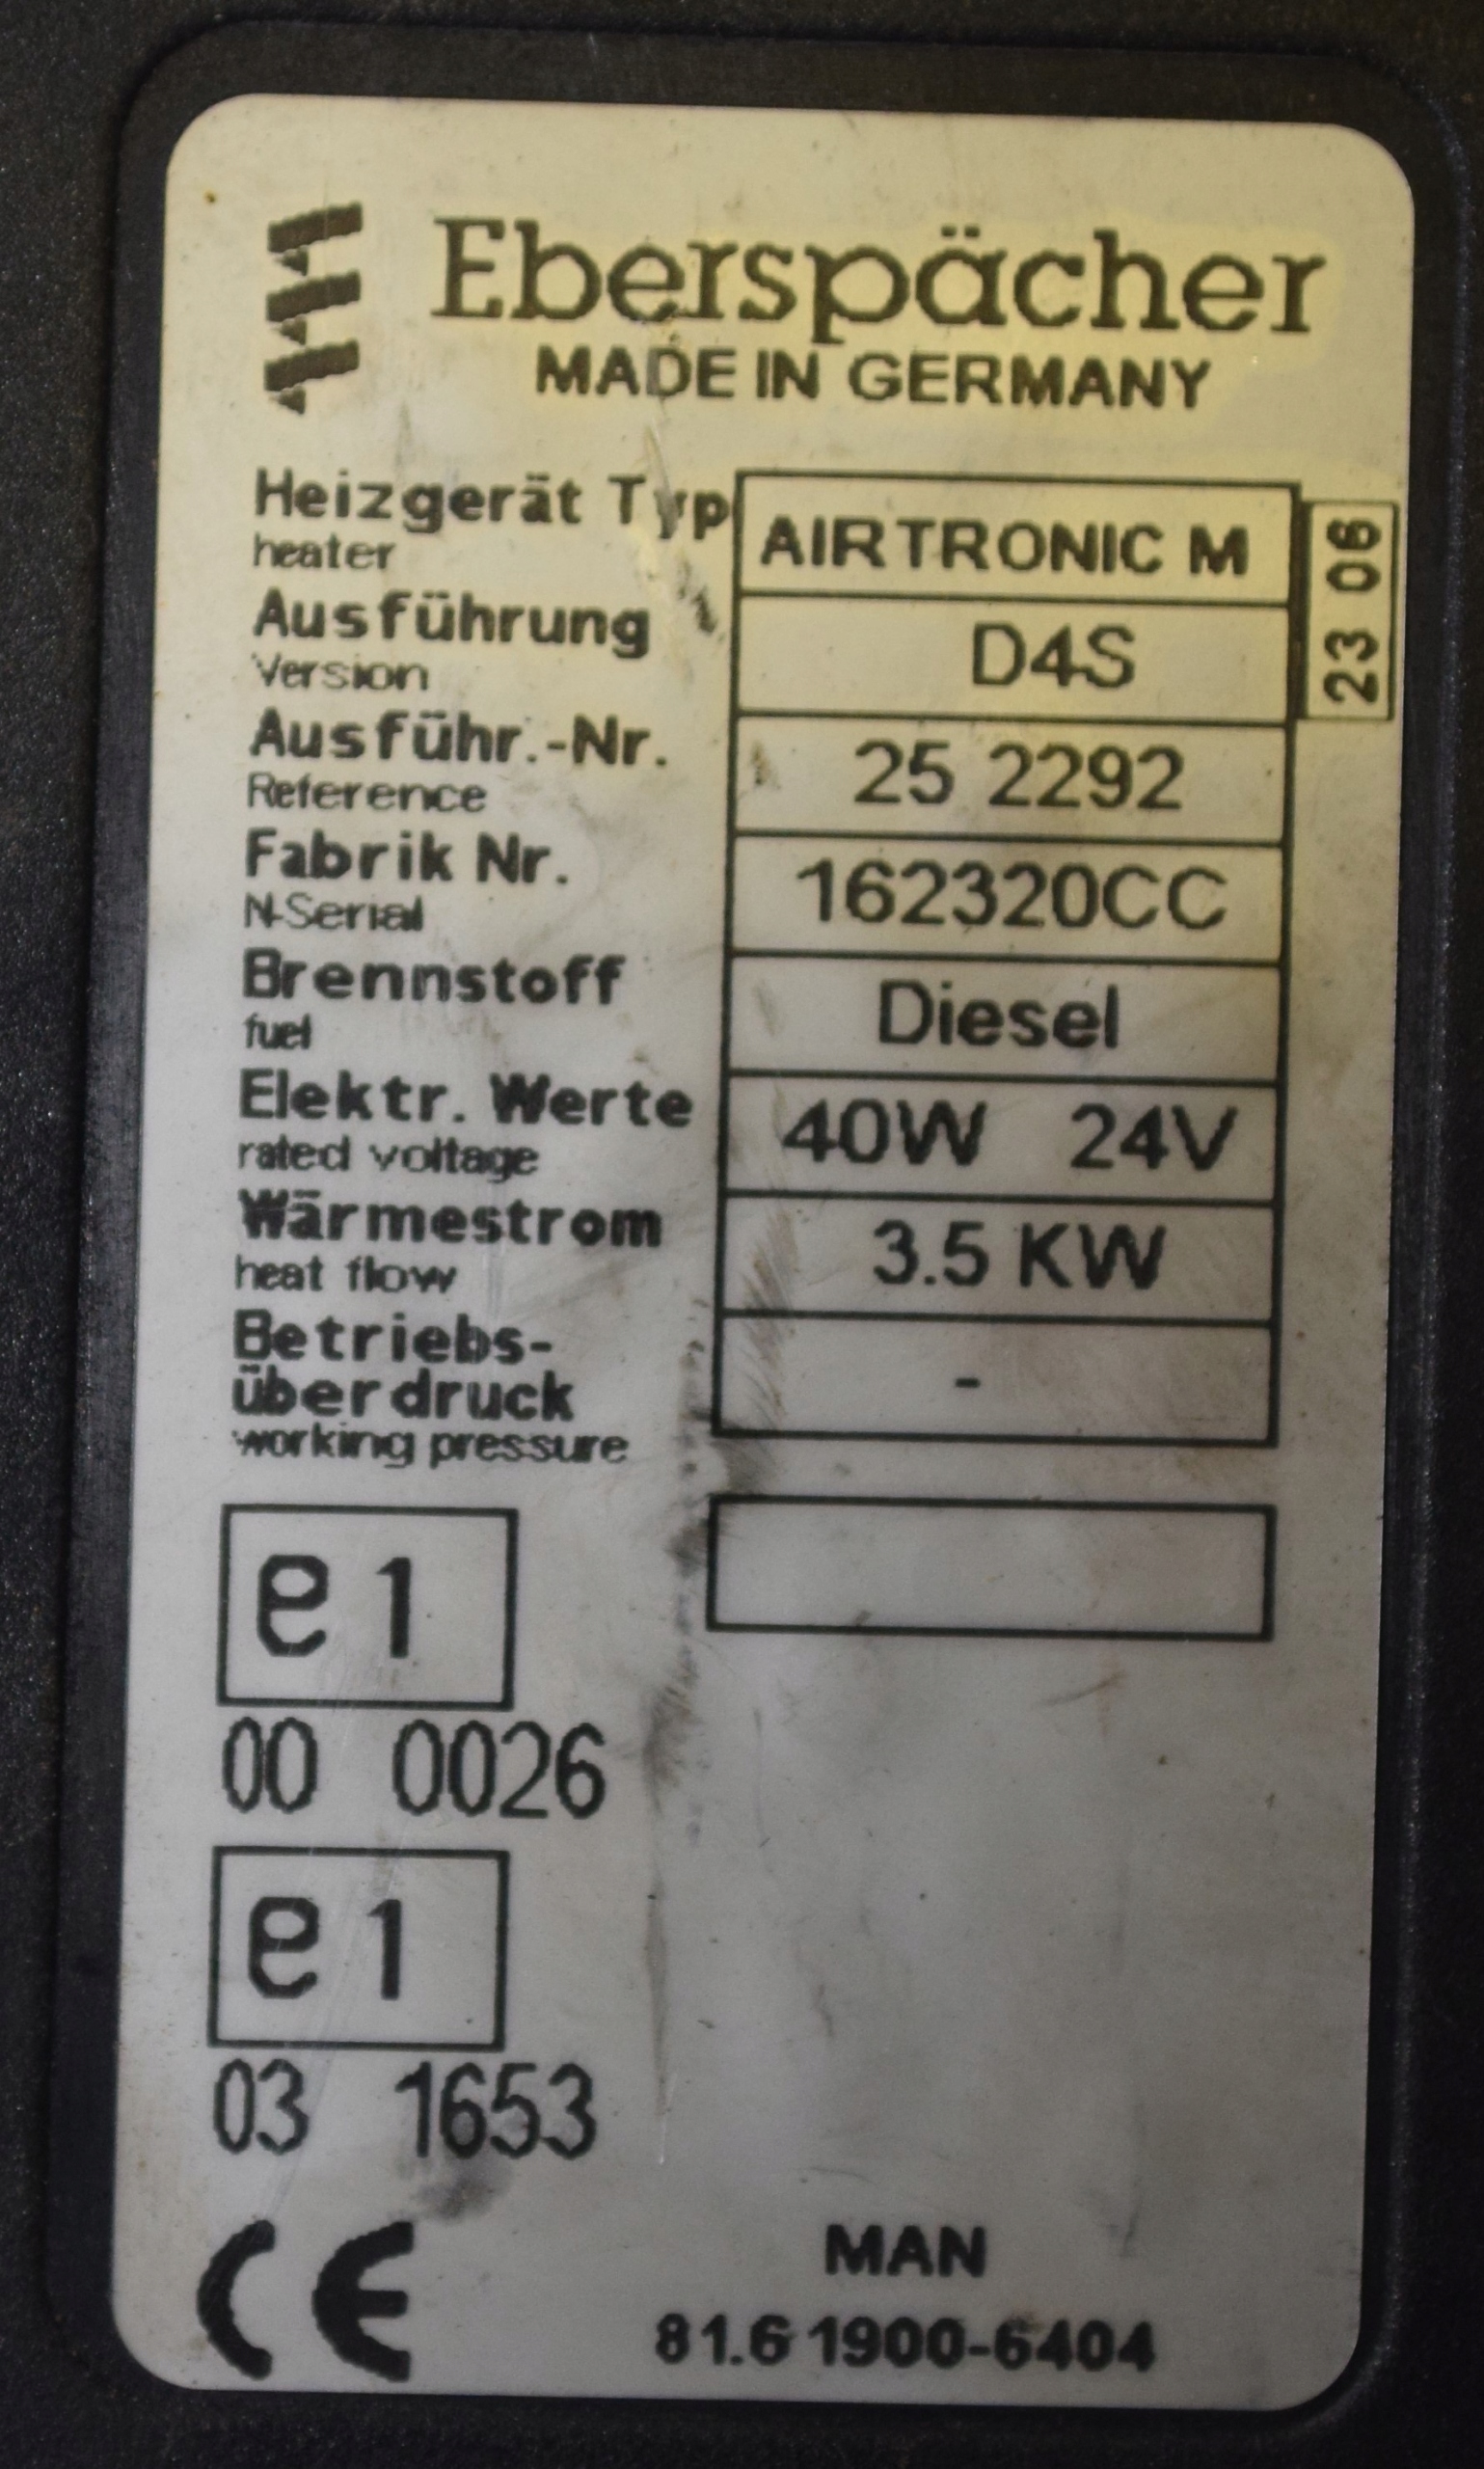 Eberspächer
MADE IN GERMANY
Heizgerät Typ AIRTRONIC M
heater
23 06
Ausführung D4S
Version
Ausführ.-Nr. 25 2292
Reference
Fabrik Nr. 162320CC
N-Serial
Brennstoff Diesel
fuel
Elektr. Werte 40W 24V
rated voltage
Wärmestrom 3.5 KW
heat flow
Betriebs-
überdruck -
working pressure
e1
00 0026
e1
03 1653
CE
MAN
81.61900-6404